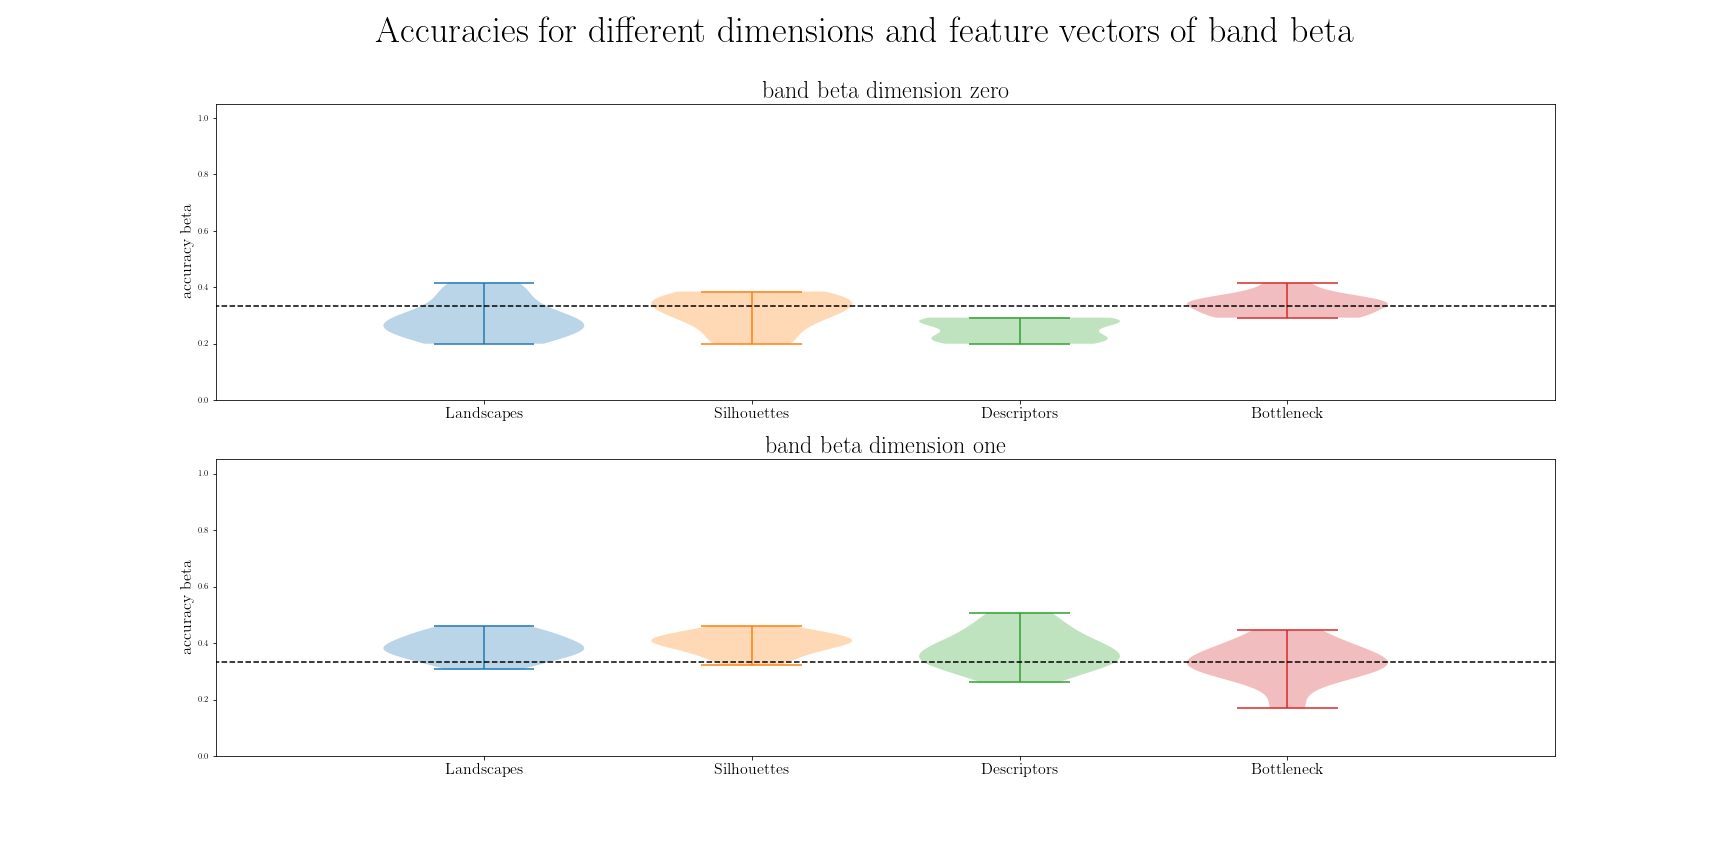 Accuracies for different dimensions and feature vectors of band beta
band beta dimension zero
1.0
0.8
0.6
0.4
0.2
0.0
accuracy beta
Landscapes Silhouettes Descriptors Bottleneck
band beta dimension one
1.0
0.8
0.6
0.4
0.2
0.0
accuracy beta
Landscapes Silhouettes Descriptors Bottleneck